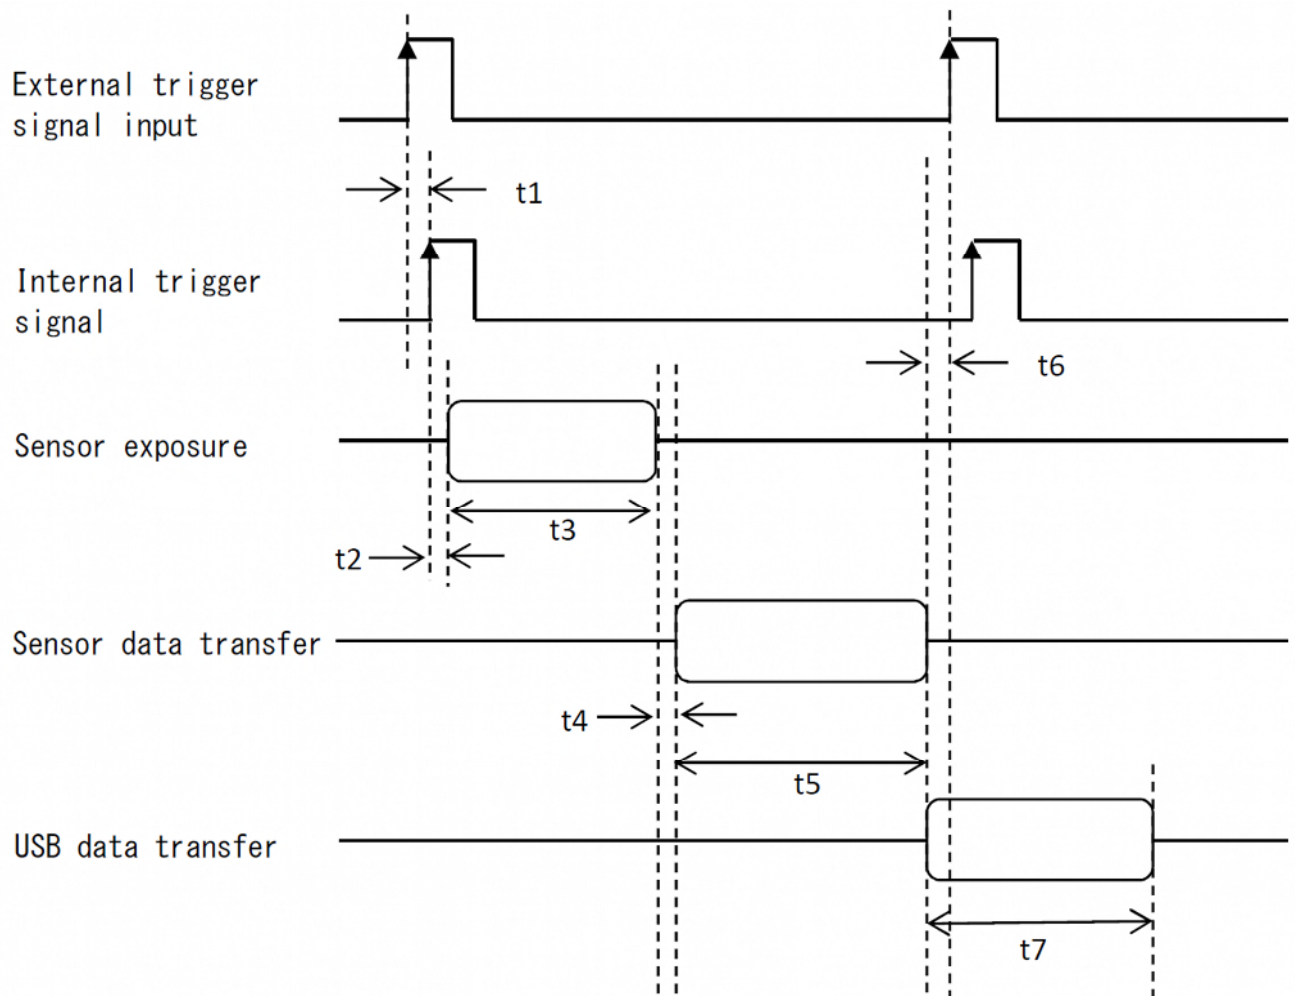 External trigger
signal input
t1
Internal trigger
signal
t6
Sensor exposure
t3
t2
Sensor data transfer
t4
t5
USB data transfer
t7